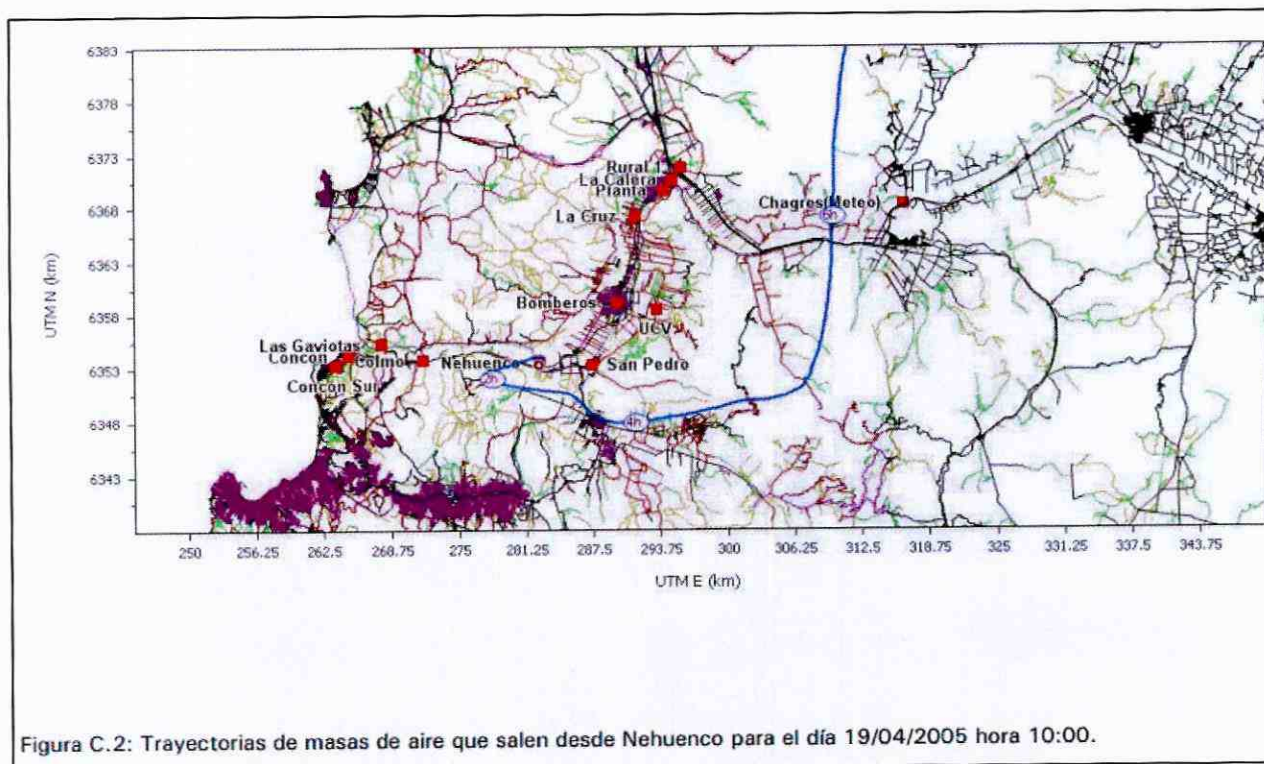 6383
6378
6373
6368
6363
6358
6353
6348
6343
UTM N (km)
Rural 1
La Calera
Planta
La Cruz
Chagres(Meteo)
6h
Bomberos
UCV
Las Gaviotas
Concon
Colmo
Nehuenco
San Pedro
2h
Concon Sur
4h
250
256.25
262.5
268.75
275
281.25
287.5
293.75
300
306.25
312.5
318.75
325
331.25
337.5
343.75
UTM E (km)
Figura C.2: Trayectorias de masas de aire que salen desde Nehuenco para el día 19/04/2005 hora 10:00.